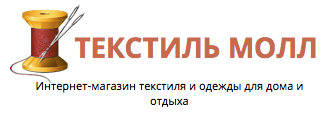 ТЕКСТИЛЬ МОЛЛ
Интернет-магазин текстиля и одежды для дома и
отдыха